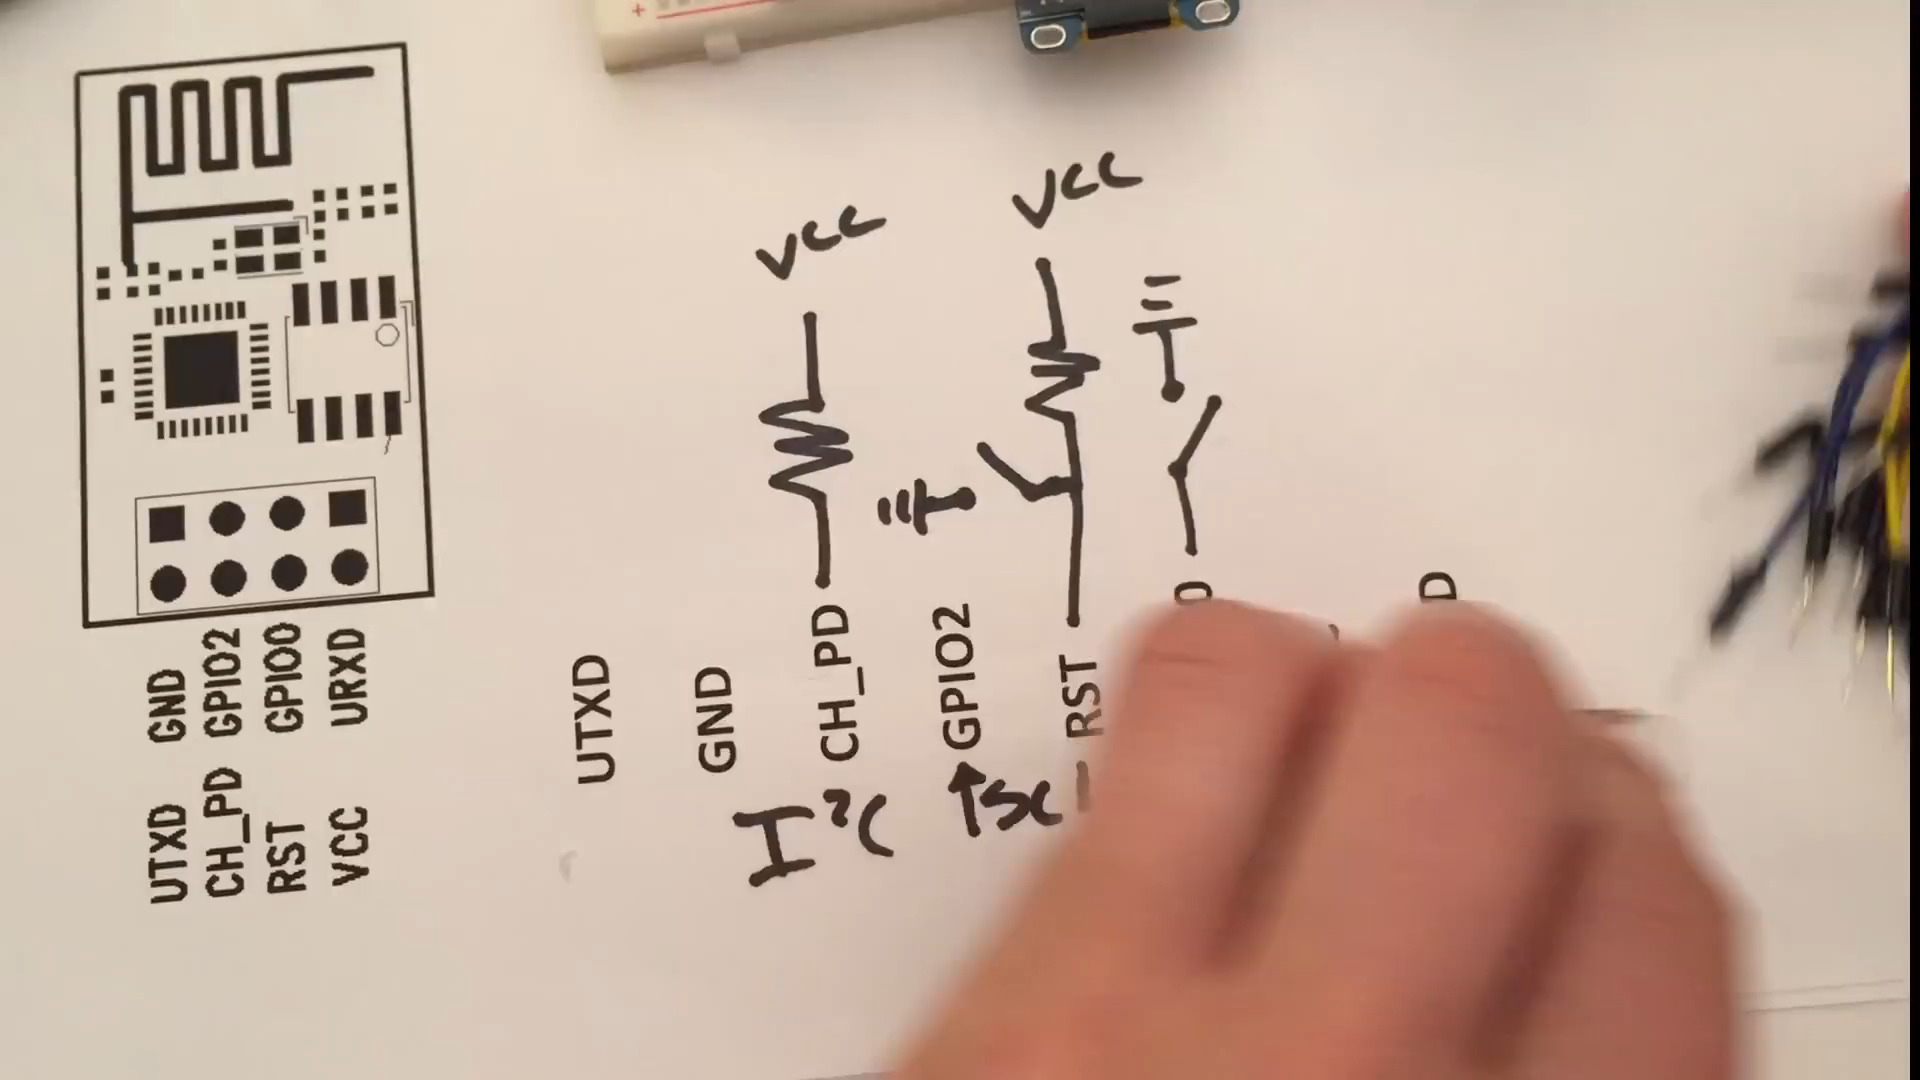 VCC
VCC
GND GPIO2 GPIO0 URXD
UTXD CH_PD RST VCC
UTXD GND CH_PD GPIO2 RST
I²C ↑SC